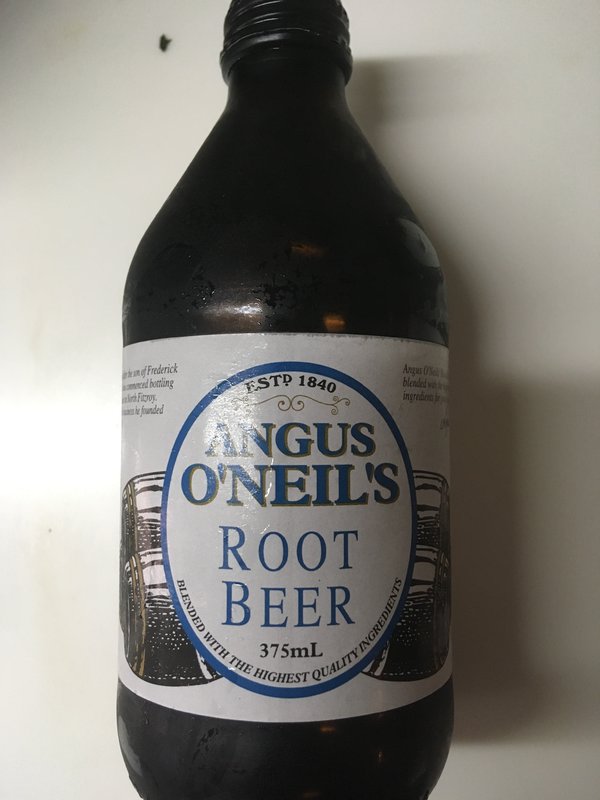 the son of Frederick
commenced bottling
North Fitzroy,
he founded
ESTD 1840
ANGUS
O'NEIL'S
ROOT
BEER
375mL
BLENDED WITH THE HIGHEST QUALITY INGREDIENTS
Angus O'Neil's
blended with
ingredients